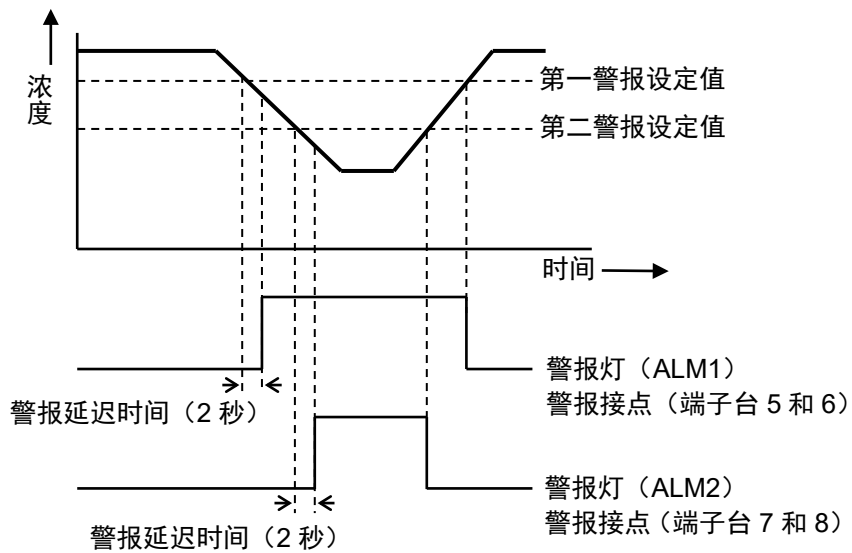 浓度
第一警报设定值
第二警报设定值
时间
警报灯（ALM1）
警报接点（端子台 5 和 6）
警报延迟时间（2 秒）
警报灯（ALM2）
警报接点（端子台 7 和 8）
警报延迟时间（2 秒）